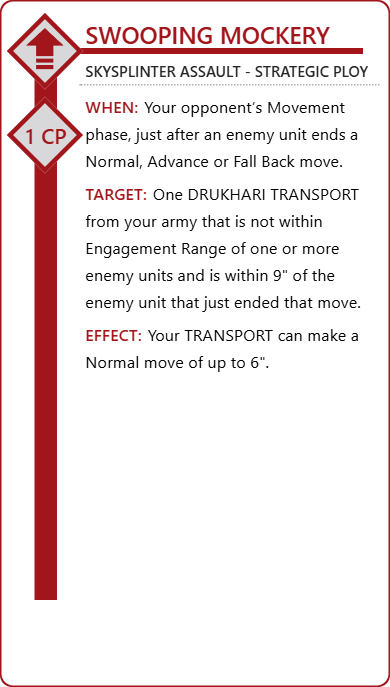 SWOOPING MOCKERY
SKYSPLINTER ASSAULT - STRATEGIC PLOY
1 CP
WHEN: Your opponent’s Movement
phase, just after an enemy unit ends a
Normal, Advance or Fall Back move.
TARGET: One DRUKHARI TRANSPORT
from your army that is not within
Engagement Range of one or more
enemy units and is within 9" of the
enemy unit that just ended that move.
EFFECT: Your TRANSPORT can make a
Normal move of up to 6".